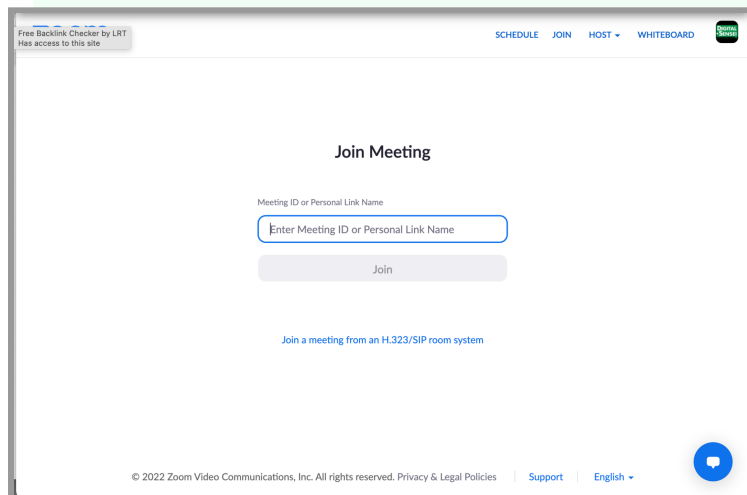 Free Backlink Checker by LRT
Has access to this site
SCHEDULE JOIN HOST WHITEBOARD
DIGITAL
SENSEI
Join Meeting
Meeting ID or Personal Link Name
Enter Meeting ID or Personal Link Name
Join
Join a meeting from an H.323/SIP room system
© 2022 Zoom Video Communications, Inc. All rights reserved. Privacy & Legal Policies Support English